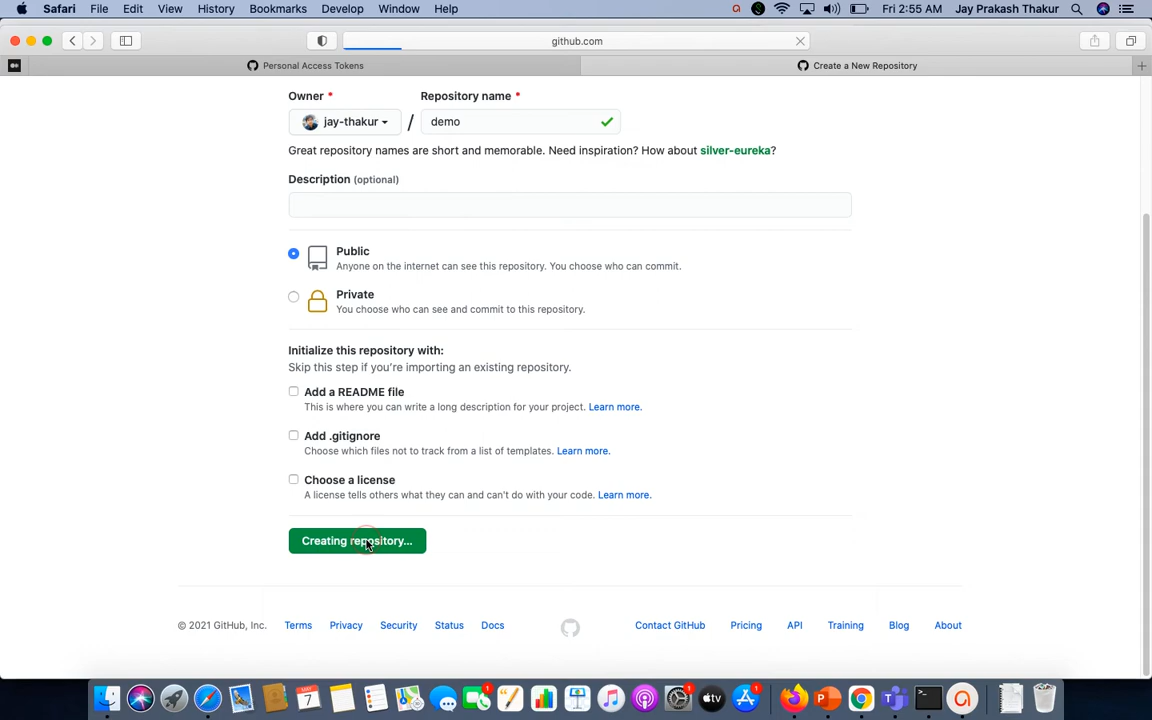 Safari File Edit View History Bookmarks Develop Window Help Fri 2:55 AM Jay Prakash Thakur
github.com
Personal Access Tokens Create a New Repository
Owner * Repository name *
jay-thakur / demo
Great repository names are short and memorable. Need inspiration? How about silver-eureka?
Description (optional)
Public
Anyone on the internet can see this repository. You choose who can commit.
Private
You choose who can see and commit to this repository.
Initialize this repository with:
Skip this step if you're importing an existing repository.
Add a README file
This is where you can write a long description for your project. Learn more.
Add .gitignore
Choose which files not to track from a list of templates. Learn more.
Choose a license
A license tells others what they can and can't do with your code. Learn more.
Creating repository...
© 2021 GitHub, Inc. Terms Privacy Security Status Docs Contact GitHub Pricing API Training Blog About